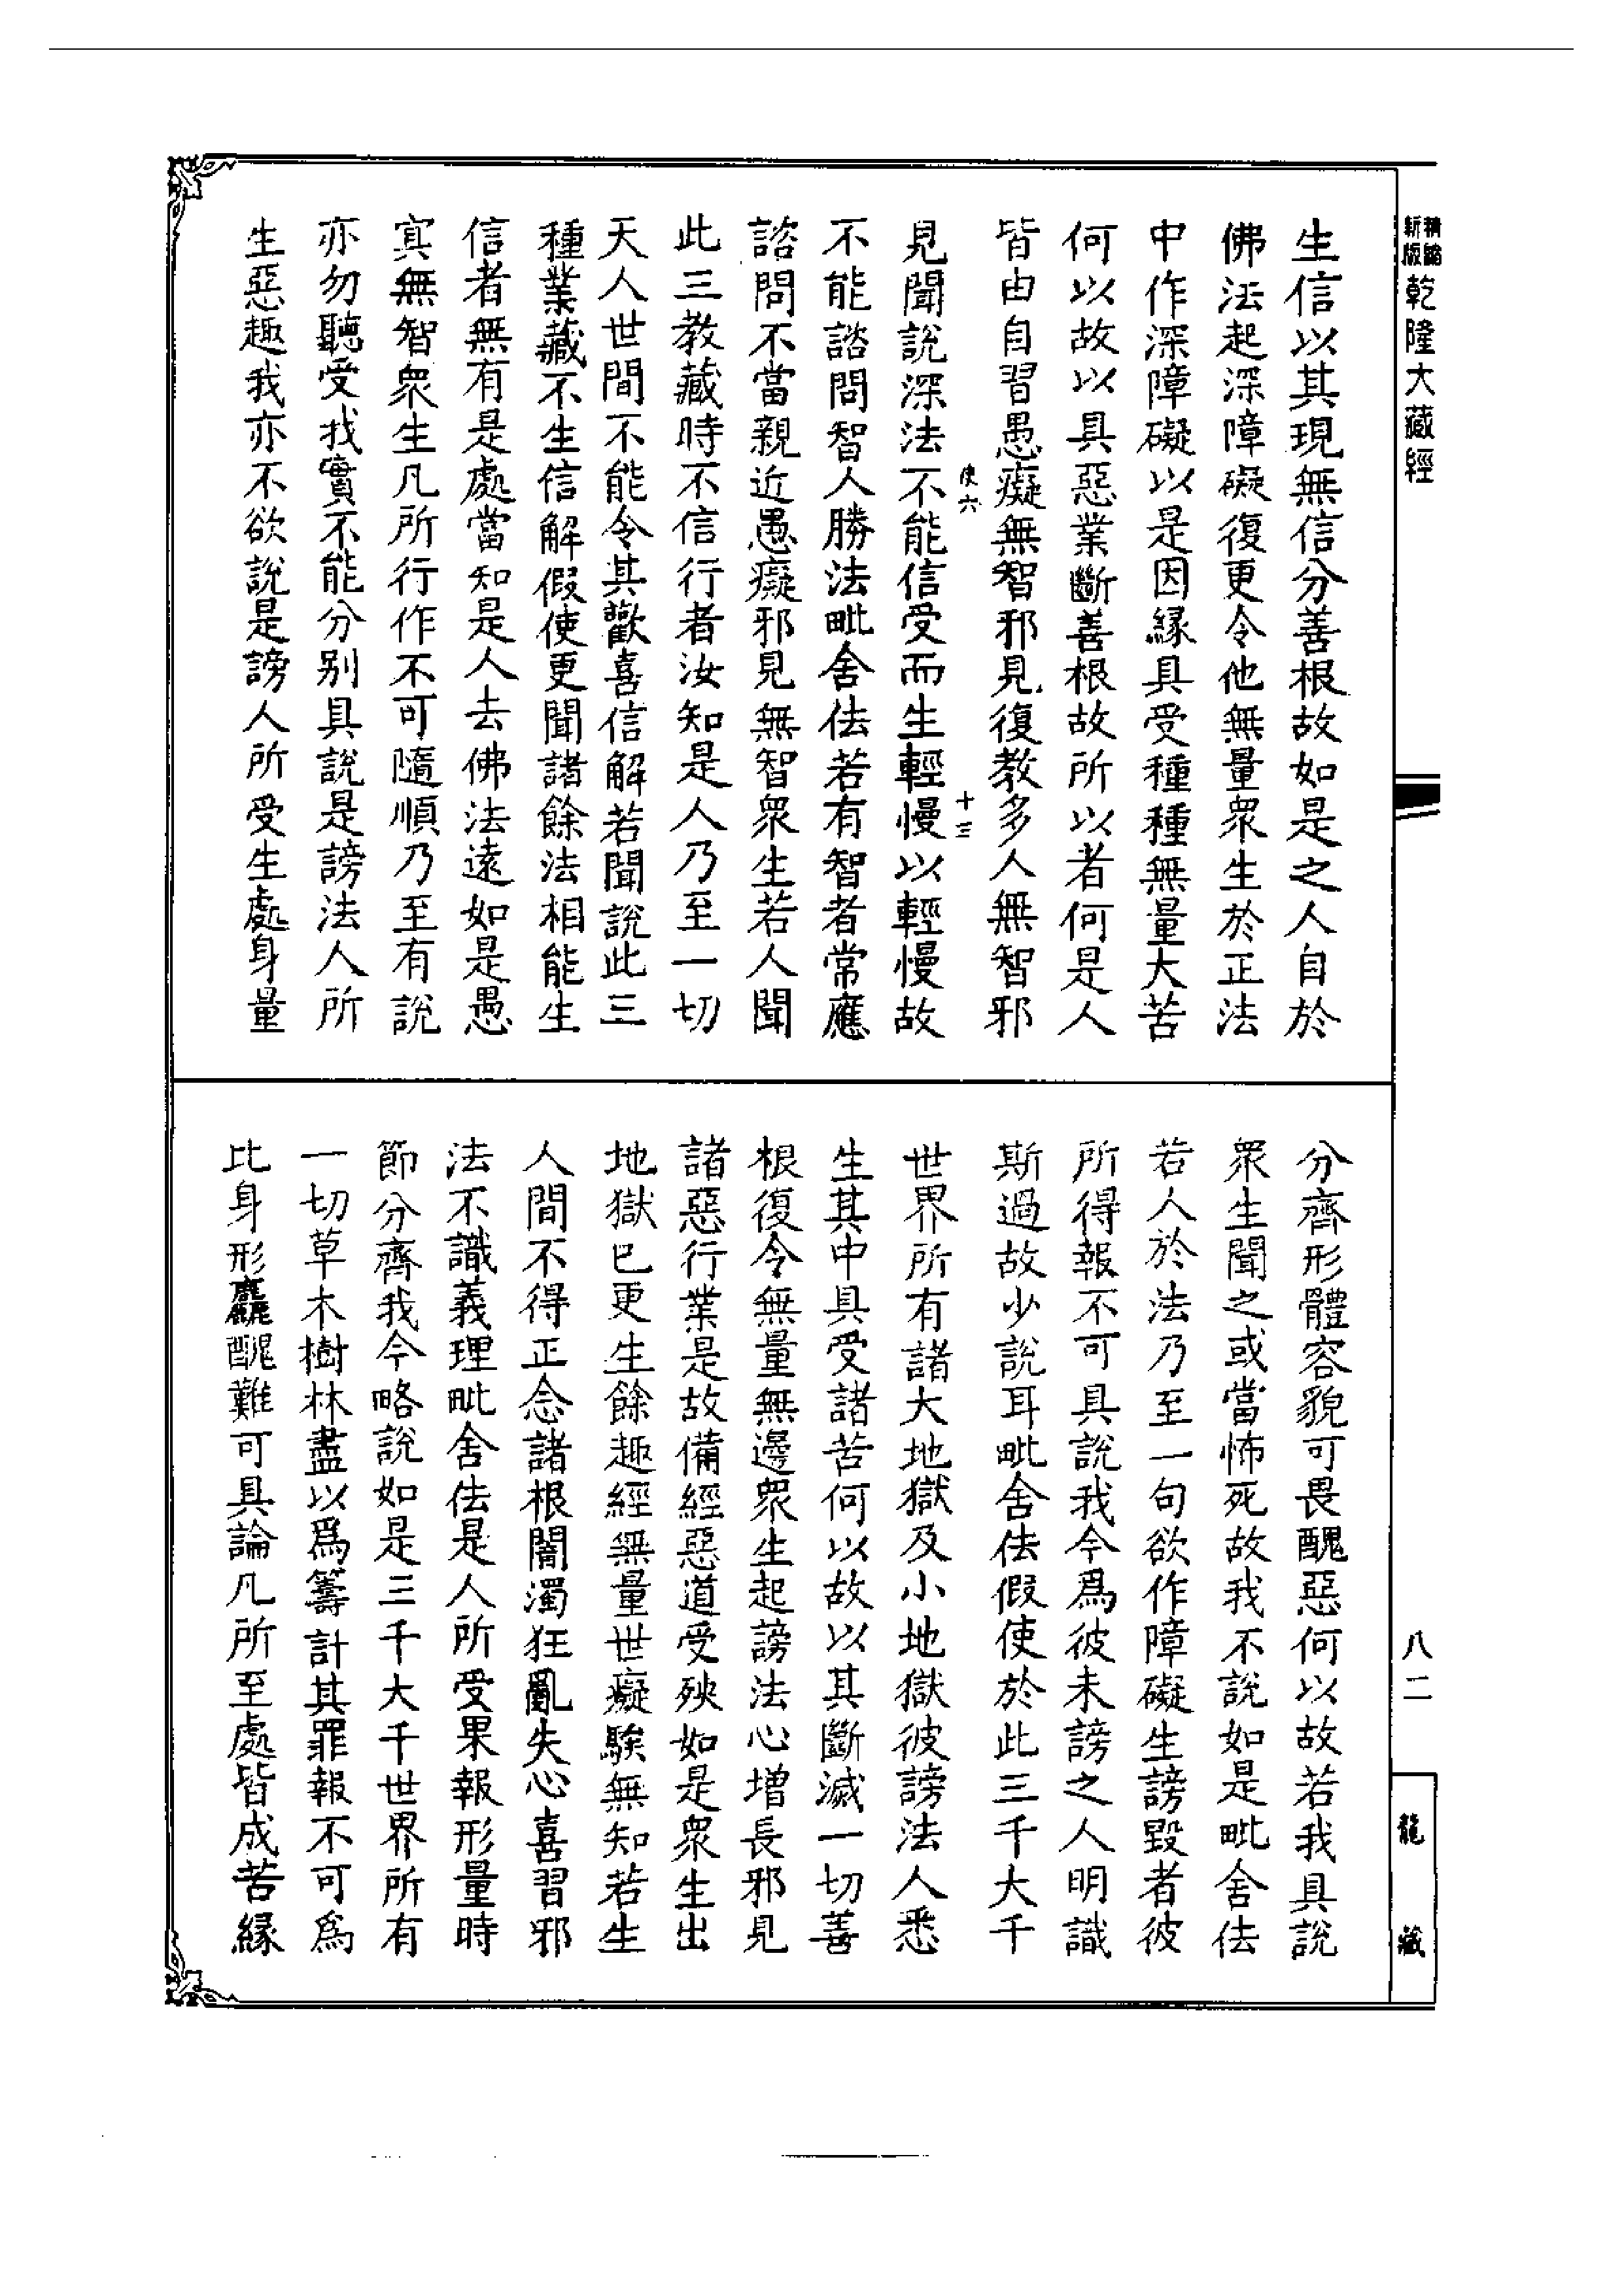 精縮新版乾隆大藏經
生信以其現無信分善根故如是之人自於
佛法起深障礙復更令他無量衆生於正法
中作深障礙以是因緣具受種種無量大苦
何以故以具惡業斷善根故所以者何是人
皆由自習愚癡無智邪見復教多人無智邪
使六 十三
見聞說深法不能信受而生輕慢以輕慢故
不能諮問智人勝法毗舍佉若有智者常應
諮問不當親近愚癡邪見無智衆生若人聞
此三教藏時不信行者汝知是人乃至一切
天人世間不能令其歡喜信解若聞說此三
種業藏不生信解假使更聞諸餘法相能生
信者無有是處當知是人去佛法遠如是愚
冥無智衆生凡所行作不可隨順乃至有說
亦勿聽受我實不能分別具說是謗法人所
生惡趣我亦不欲說是謗人所受生處身量
分齊形體容貌可畏醜惡何以故若我具說
衆生聞之或當怖死故我不說如是毗舍佉
若人於法乃至一句欲作障礙生謗毀者彼
所得報不可具說我今爲彼未謗之人明識
斯過故少說耳毗舍佉假使於此三千大千
世界所有諸大地獄及小地獄彼謗法人悉
生其中具受諸苦何以故以其斷滅一切善
根復令無量無邊衆生起謗法心增長邪見
諸惡行業是故備經惡道受殃如是衆生出
地獄已更生餘趣經無量世癡騃無知若生
人間不得正念諸根闇濁狂亂失心喜習邪
法不識義理毗舍佉是人所受果報形量時
節分齊我今略說如是三千大千世界所有
一切草木樹林盡以爲籌計其罪報不可爲
比身形麤醜難可具論凡所至處皆成苦緣
八二
龍藏